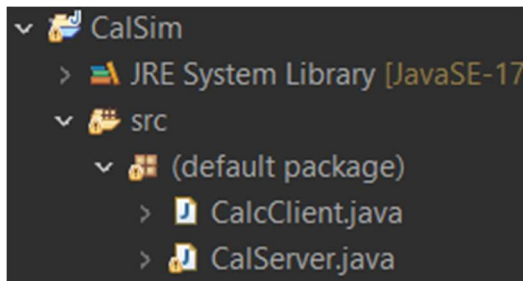 CalSim
JRE System Library [JavaSE-17
src
(default package)
CalcClient.java
CalServer.java